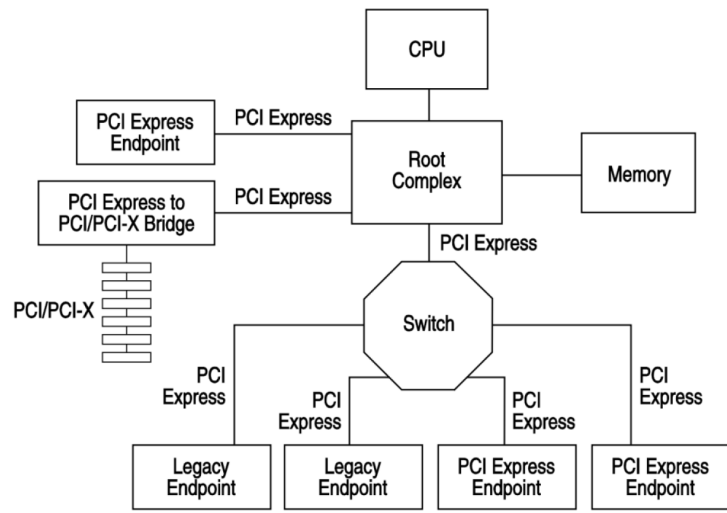 CPU
PCI Express
Endpoint
PCI Express
Root
Complex
Memory
PCI Express to
PCI/PCI-X Bridge
PCI Express
PCI Express
PCI/PCI-X
Switch
PCI
Express
PCI
Express
PCI
Express
PCI
Express
Legacy
Endpoint
Legacy
Endpoint
PCI Express
Endpoint
PCI Express
Endpoint